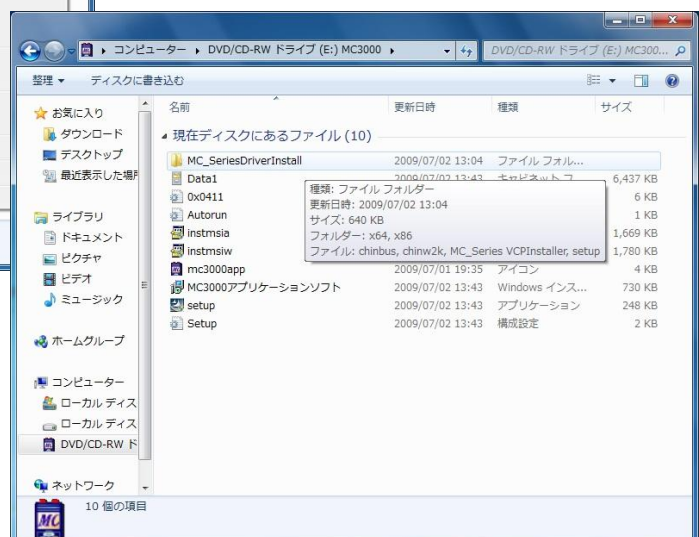 コンピューター ▸ DVD/CD-RW ドライブ (E:) MC3000 ▸
DVD/CD-RW ドライブ (E:) MC300...
整理 ディスクに書き込む
お気に入り
ダウンロード
デスクトップ
最近表示した場所
ライブラリ
ドキュメント
ピクチャ
ビデオ
ミュージック
ホームグループ
コンピューター
ローカル ディス
ローカル ディス
DVD/CD-RW ド
ネットワーク
名前 更新日時 種類 サイズ
現在ディスクにあるファイル (10)
MC_SeriesDriverInstall 2009/07/02 13:04 ファイル フォル...
Data1 2009/07/02 13:43 キャビネット フ... 6,437 KB
0x0411 6 KB
Autorun 1 KB
instmsia 1,669 KB
instmsiw 1,780 KB
mc3000app 2009/07/01 19:35 アイコン 4 KB
MC3000アプリケーションソフト 2009/07/02 13:43 Windows インス... 730 KB
setup 2009/07/02 13:43 アプリケーション 248 KB
Setup 2009/07/02 13:43 構成設定 2 KB
種類: ファイル フォルダー
更新日時: 2009/07/02 13:04
サイズ: 640 KB
フォルダー: x64, x86
ファイル: chinbus, chinw2k, MC_Series VCPInstaller, setup
MC
10 個の項目